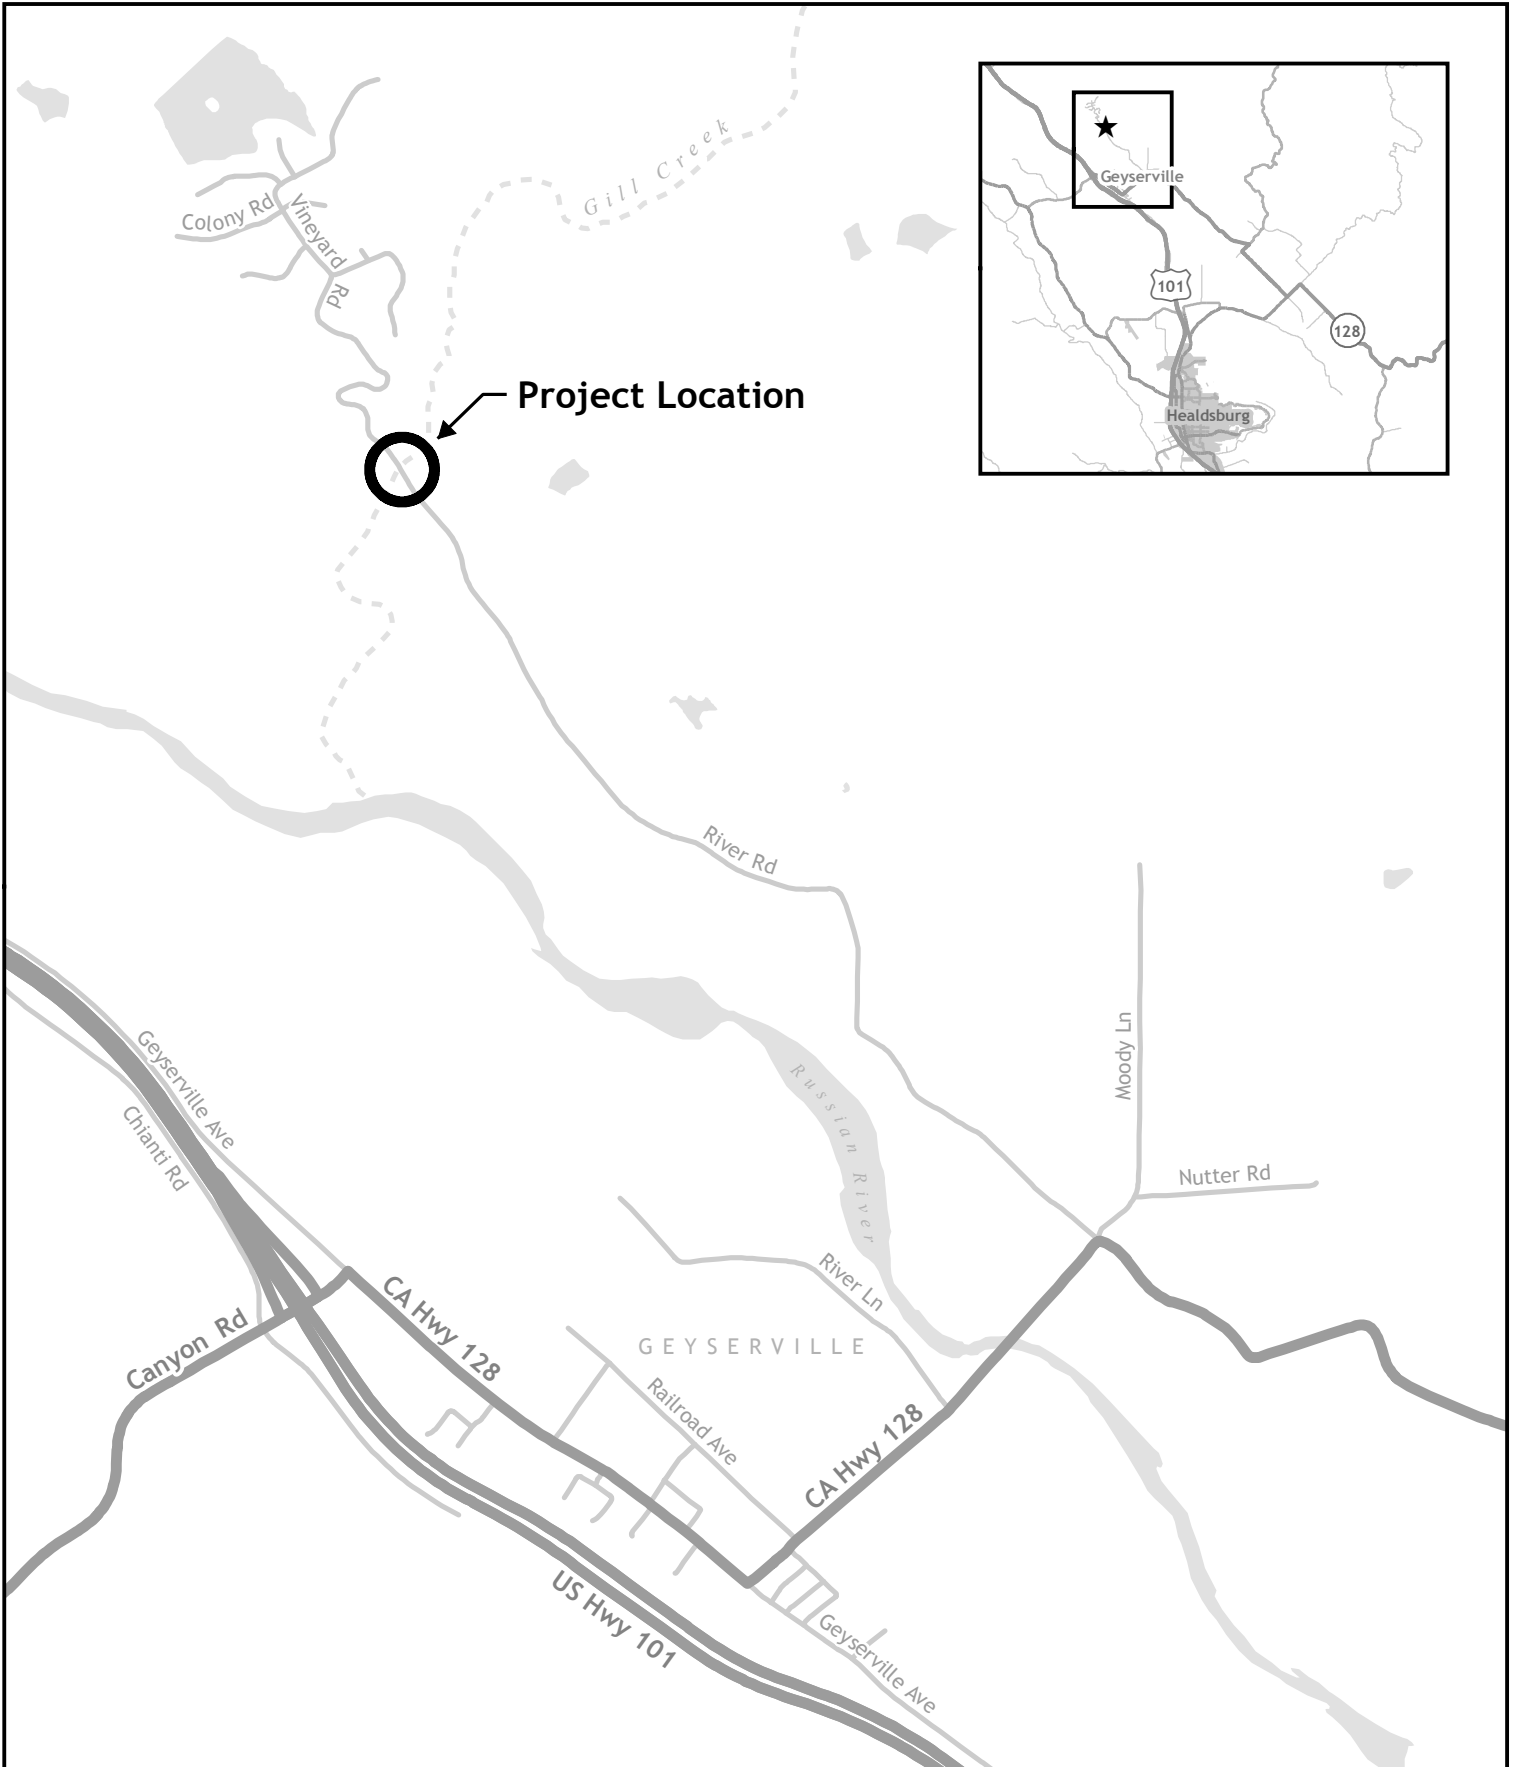 Gill Creek
Geyserville
Colony Rd
Vineyard
Rd
101
128
Project Location
Healdsburg
River Rd
Moody Ln
Geyserville Ave
Russian River
Chianti Rd
Nutter Rd
River Ln
CA Hwy 128
Canyon Rd
GEYSERVILLE
Railroad Ave
CA Hwy 128
US Hwy 101
Geyserville Ave